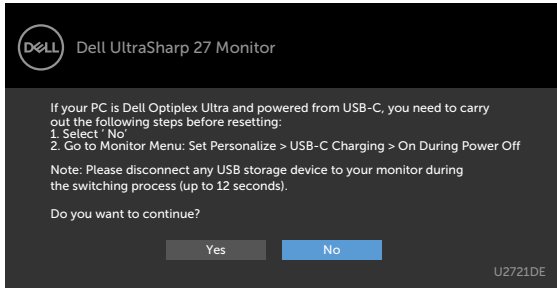 DELL
Dell UltraSharp 27 Monitor
If your PC is Dell Optiplex Ultra and powered from USB-C, you need to carry
out the following steps before resetting:
1. Select ' No'
2. Go to Monitor Menu: Set Personalize > USB-C Charging > On During Power Off
Note: Please disconnect any USB storage device to your monitor during
the switching process (up to 12 seconds).
Do you want to continue?
Yes No
U2721DE